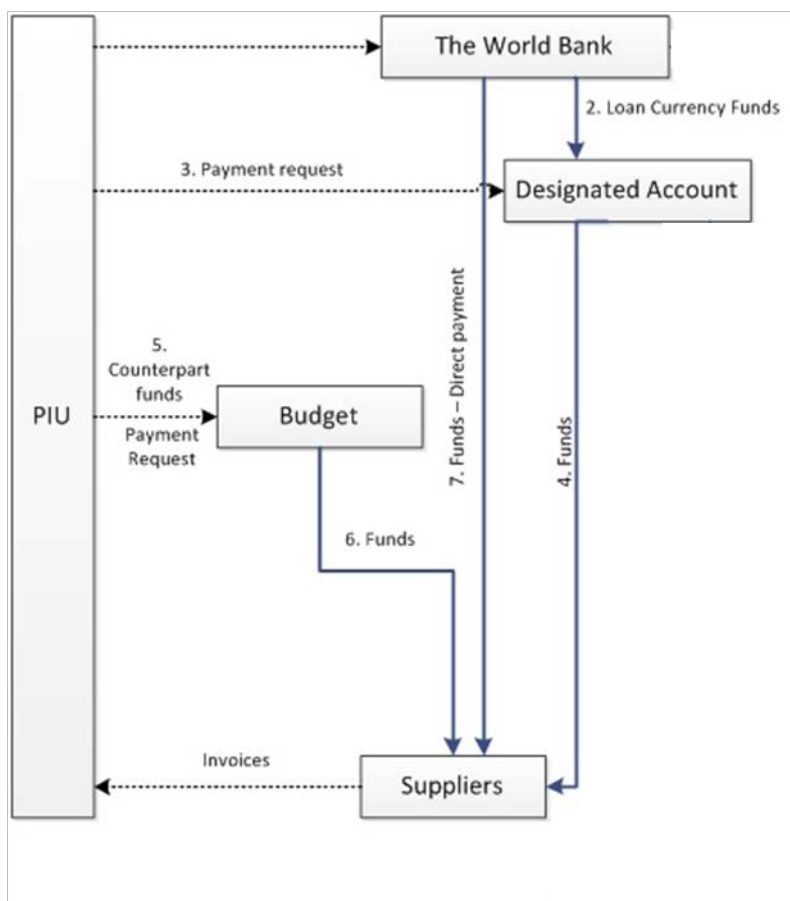 The World Bank
2. Loan Currency Funds
3. Payment request
Designated Account
7. Funds – Direct payment
4. Funds
5.
Counterpart
funds
PIU
Budget
Payment
Request
6. Funds
Invoices
Suppliers